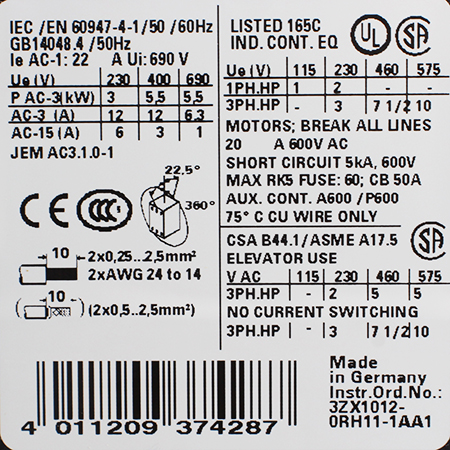 IEC /EN 60947-4-1/50 /60Hz
GB14048.4 /50Hz
Ie AC-1: 22 A Ui: 690 V
Ue (V) 230 400 690
P AC-3(kW) 3 5,5 5,5
AC-3 (A) 12 12 6.3
AC-15 (A) 6 3 1
JEM AC3.1.0-1
22,5°
360°
CE CCC
10 2x0,25...2,5mm²
2xAWG 24 to 14
10 (2x0,5..2,5mm²)
LISTED 165C
IND. CONT. EQ
UL SA
Ue (V) 115 230 460 575
1PH.HP 1 2 -
3PH.HP - 3 7 1/2 10
MOTORS; BREAK ALL LINES
20 A 600V AC
SHORT CIRCUIT 5kA, 600V
MAX RK5 FUSE: 60; CB 50A
AUX. CONT. A600 /P600
75° C CU WIRE ONLY
CSA B44.1/ ASME A17.5
ELEVATOR USE
SA
V AC 115 230 460 575
3PH.HP - 2 5 5
NO CURRENT SWITCHING
3PH.HP - 3 7 1/2 10
Made
in Germany
Instr.Ord.No.:
3ZX1012-
0RH11-1AA1
4 011209 374287